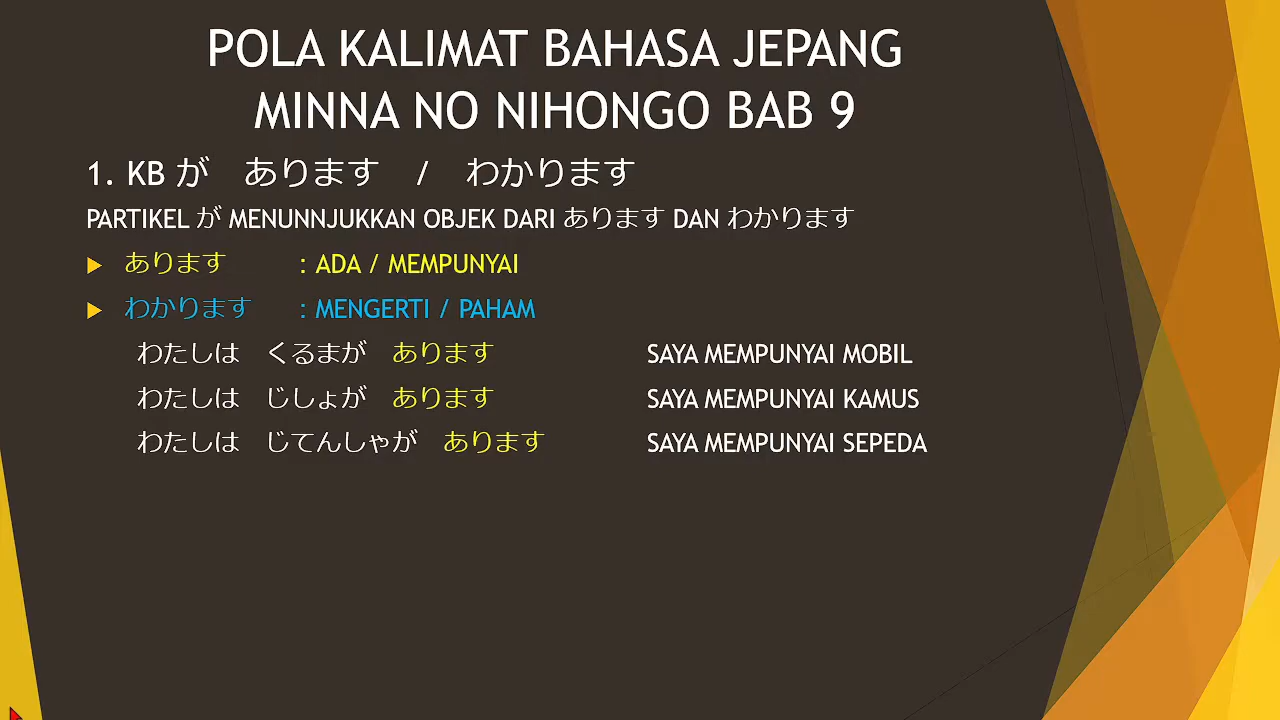 POLA KALIMAT BAHASA JEPANG
MINNA NO NIHONGO BAB 9
1. KB が　あります　/　わかります
PARTIKEL が MENUNNJUKKAN OBJEK DARI あります DAN わかります
あります : ADA / MEMPUNYAI
わかります : MENGERTI / PAHAM
わたしは　くるまが　あります SAYA MEMPUNYAI MOBIL
わたしは　じしょが　あります SAYA MEMPUNYAI KAMUS
わたしは　じてんしゃが　あります SAYA MEMPUNYAI SEPEDA